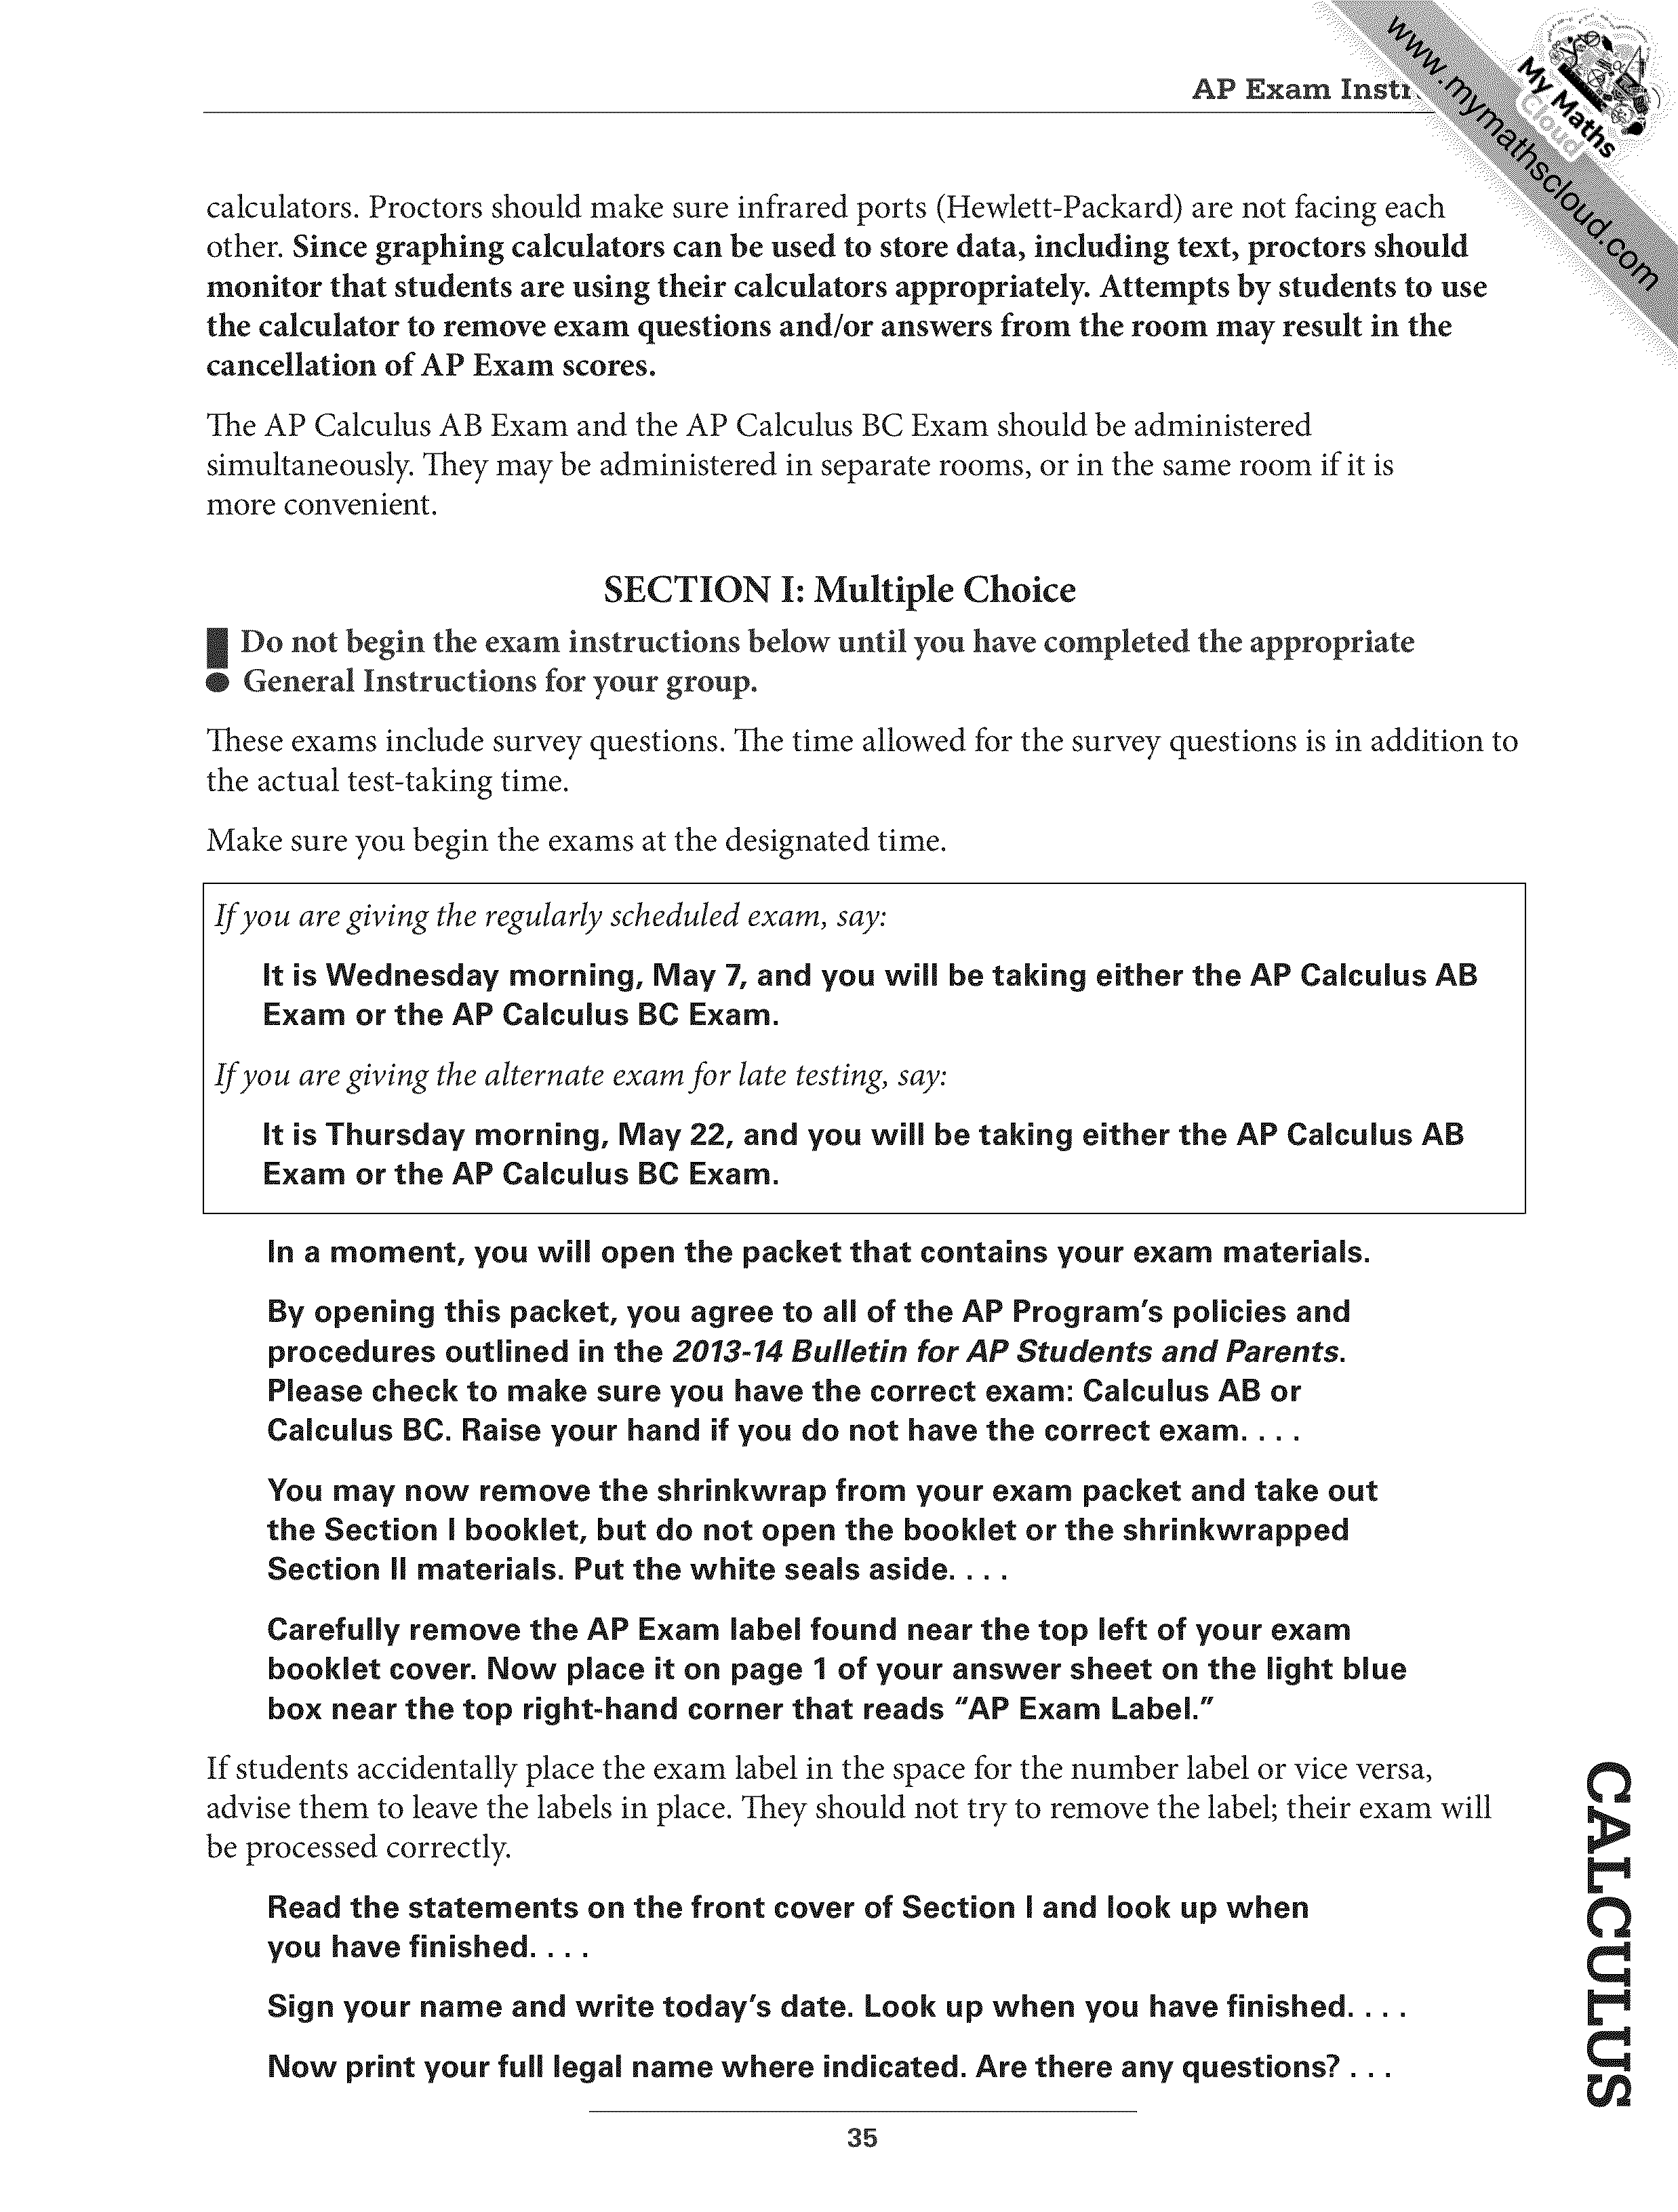 AP Exam
www.mymathscloud.com
My Maths
Cloud
calculators. Proctors should make sure infrared ports (Hewlett-Packard) are not facing each
other. Since graphing calculators can be used to store data, including text, proctors should
monitor that students are using their calculators appropriately. Attempts by students to use
the calculator to remove exam questions and/or answers from the room may result in the
cancellation of AP Exam scores.
The AP Calculus AB Exam and the AP Calculus BC Exam should be administered
simultaneously. They may be administered in separate rooms, or in the same room if it is
more convenient.
SECTION I: Multiple Choice
Do not begin the exam instructions below until you have completed the appropriate
General Instructions for your group.
These exams include survey questions. The time allowed for the survey questions is in addition to
the actual test-taking time.
Make sure you begin the exams at the designated time.
If you are giving the regularly scheduled exam, say:
It is Wednesday morning, May 7, and you will be taking either the AP Calculus AB
Exam or the AP Calculus BC Exam.
If you are giving the alternate exam for late testing, say:
It is Thursday morning, May 22, and you will be taking either the AP Calculus AB
Exam or the AP Calculus BC Exam.
In a moment, you will open the packet that contains your exam materials.
By opening this packet, you agree to all of the AP Program's policies and
procedures outlined in the 2013-14 Bulletin for AP Students and Parents.
Please check to make sure you have the correct exam: Calculus AB or
Calculus BC. Raise your hand if you do not have the correct exam. . . .
You may now remove the shrinkwrap from your exam packet and take out
the Section I booklet, but do not open the booklet or the shrinkwrapped
Section II materials. Put the white seals aside. . . .
Carefully remove the AP Exam label found near the top left of your exam
booklet cover. Now place it on page 1 of your answer sheet on the light blue
box near the top right-hand corner that reads "AP Exam Label."
If students accidentally place the exam label in the space for the number label or vice versa,
advise them to leave the labels in place. They should not try to remove the label; their exam will
be processed correctly.
Read the statements on the front cover of Section I and look up when
you have finished. . . .
Sign your name and write today's date. Look up when you have finished. . . .
Now print your full legal name where indicated. Are there any questions? . . .
CALCULUS
35